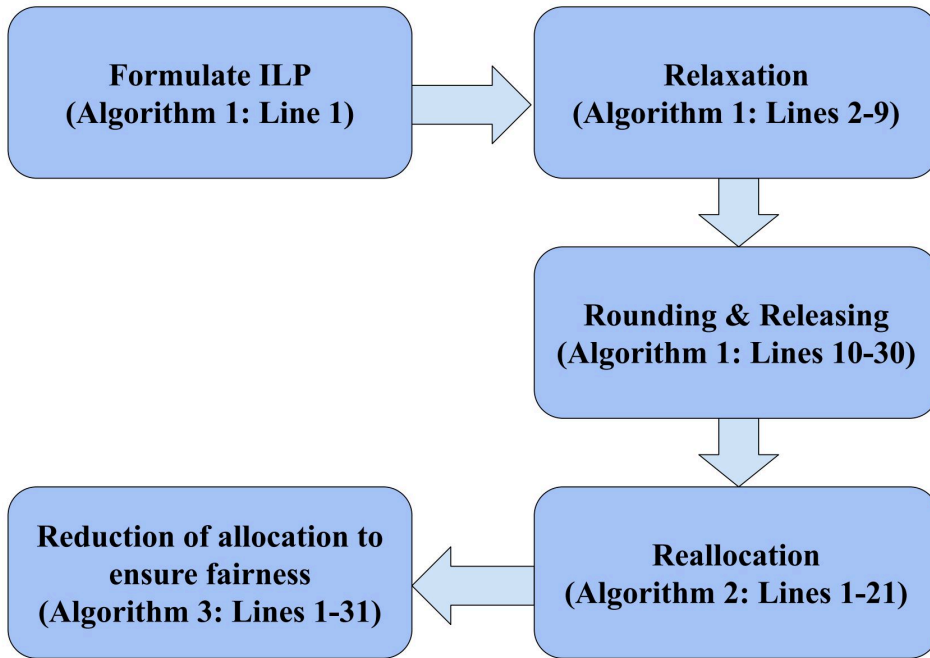 Formulate ILP
(Algorithm 1: Line 1)
Relaxation
(Algorithm 1: Lines 2-9)
Rounding & Releasing
(Algorithm 1: Lines 10-30)
Reallocation
(Algorithm 2: Lines 1-21)
Reduction of allocation to
ensure fairness
(Algorithm 3: Lines 1-31)